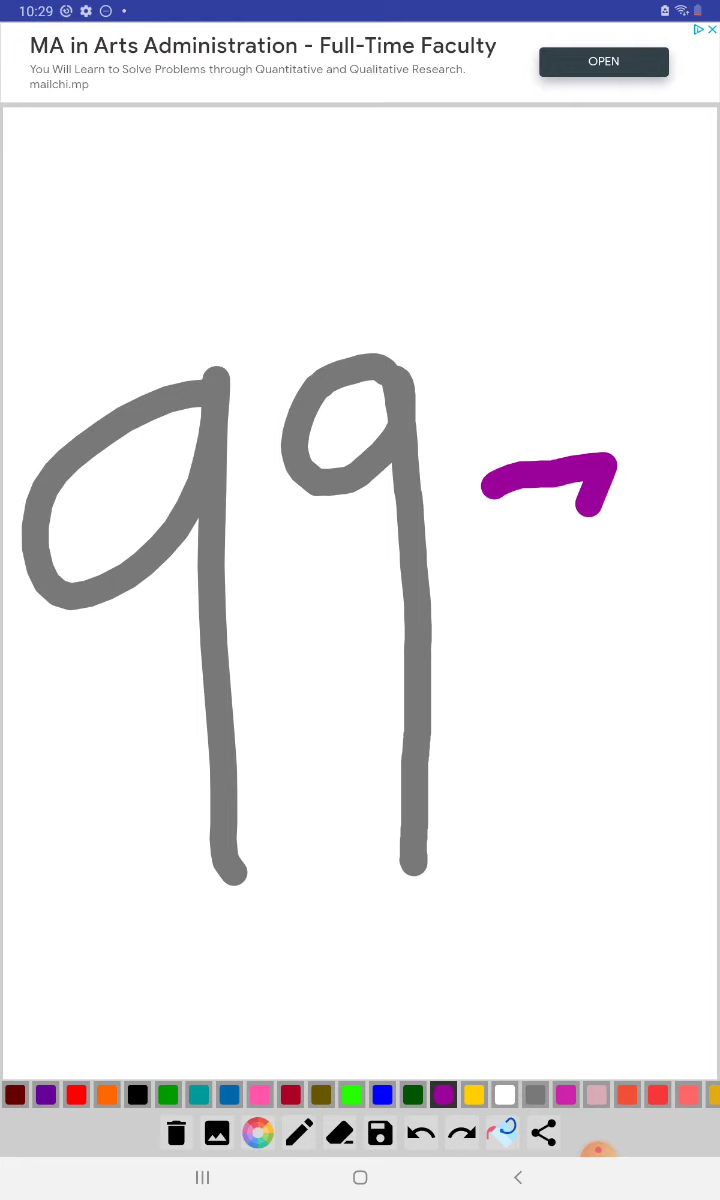 10:29
MA in Arts Administration - Full-Time Faculty
You Will Learn to Solve Problems through Quantitative and Qualitative Research.
mailchi.mp
OPEN
99